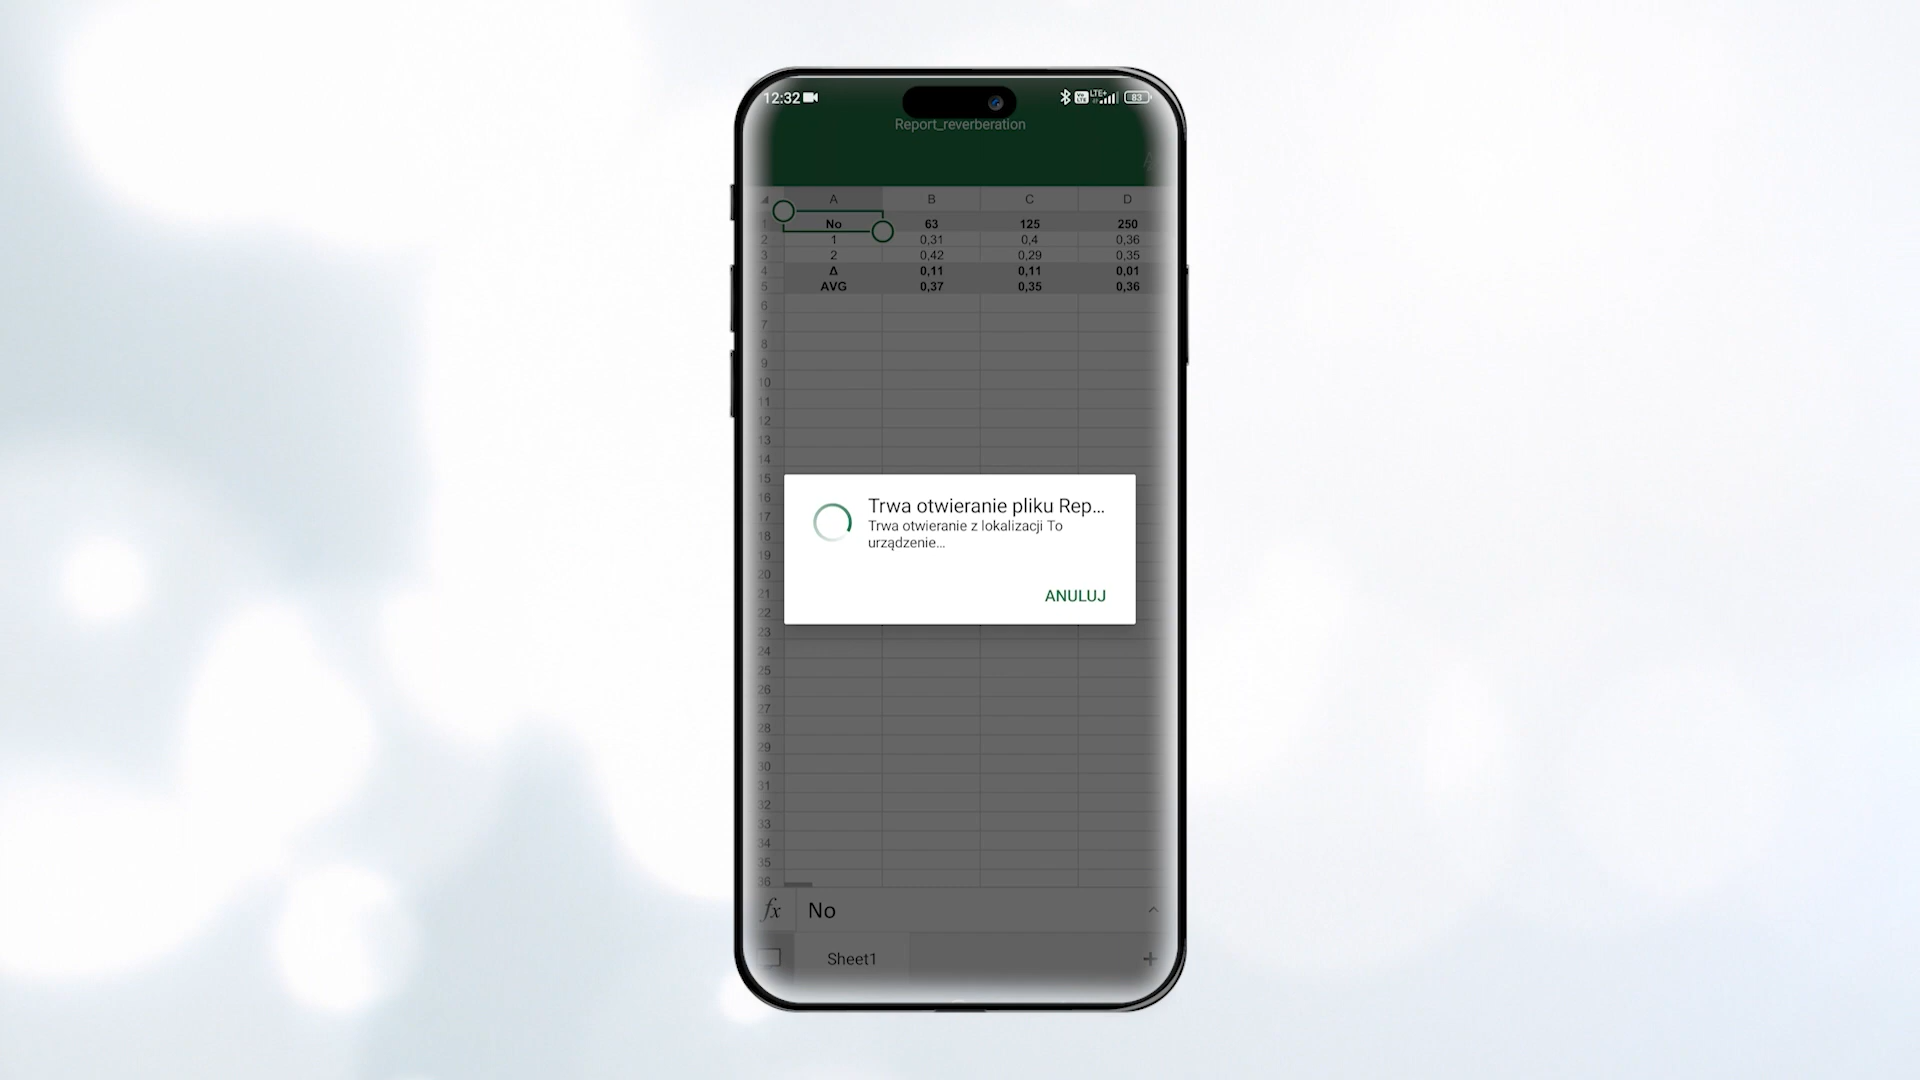 12:32 LTE+ 83
Report_reverberation
A B C D
1 No 63 125 250
2 1 0,31 0,4 0,36
3 2 0,42 0,29 0,35
4 Δ 0,11 0,11 0,01
5 AVG 0,37 0,35 0,36
6
7
8
9
10
11
12
13
14
15
16
17
18
19
20
21
22
Trwa otwieranie pliku Rep...
Trwa otwieranie z lokalizacji To
urządzenie...
ANULUJ
23
24
25
26
27
28
29
30
31
32
33
34
35
36
fx No
Sheet1 +